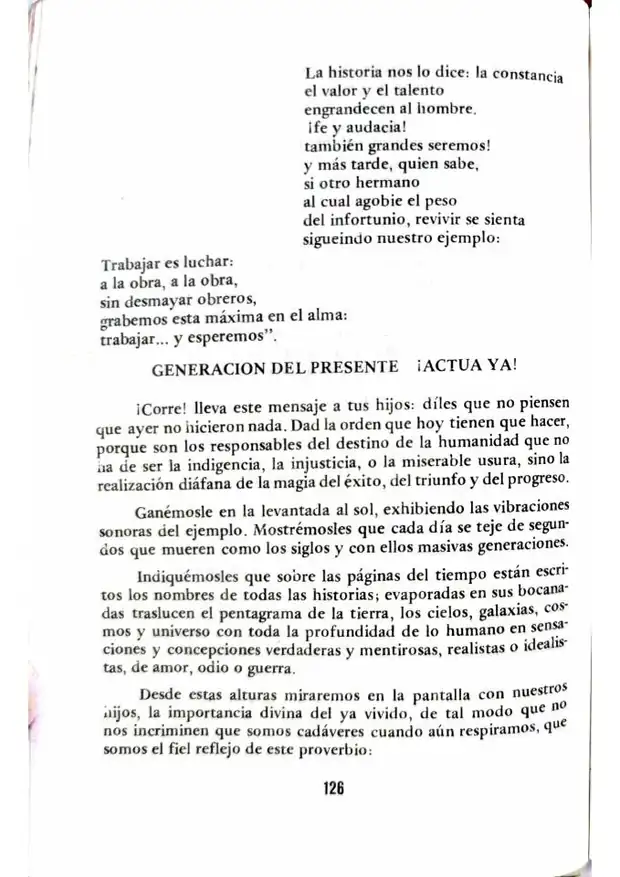 La historia nos lo dice: la constancia
el valor y el talento
engrandecen al hombre.
¡fe y audacia!
también grandes seremos!
y más tarde, quien sabe,
si otro hermano
al cual agobie el peso
del infortunio, revivir se sienta
sigueindo nuestro ejemplo:
Trabajar es luchar:
a la obra, a la obra,
sin desmayar obreros,
grabemos esta máxima en el alma:
trabajar... y esperemos”.
GENERACION DEL PRESENTE ¡ACTUA YA!
¡Corre! lleva este mensaje a tus hijos: díles que no piensen
que ayer no hicieron nada. Dad la orden que hoy tienen que hacer,
porque son los responsables del destino de la humanidad que no
ha de ser la indigencia, la injusticia, o la miserable usura, sino la
realización diáfana de la magia del éxito, del triunfo y del progreso.
Ganémosle en la levantada al sol, exhibiendo las vibraciones
sonoras del ejemplo. Mostrémosles que cada día se teje de segun-
dos que mueren como los siglos y con ellos masivas generaciones.
Indiquémosles que sobre las páginas del tiempo están escri-
tos los nombres de todas las historias; evaporadas en sus bocana-
das traslucen el pentagrama de la tierra, los cielos, galaxias, cos-
mos y universo con toda la profundidad de lo humano en sensa-
ciones y concepciones verdaderas y mentirosas, realistas o idealis-
tas, de amor, odio o guerra.
Desde estas alturas miraremos en la pantalla con nuestros
hijos, la importancia divina del ya vivido, de tal modo que no
nos incriminen que somos cadáveres cuando aún respiramos, que
somos el fiel reflejo de este proverbio:
126